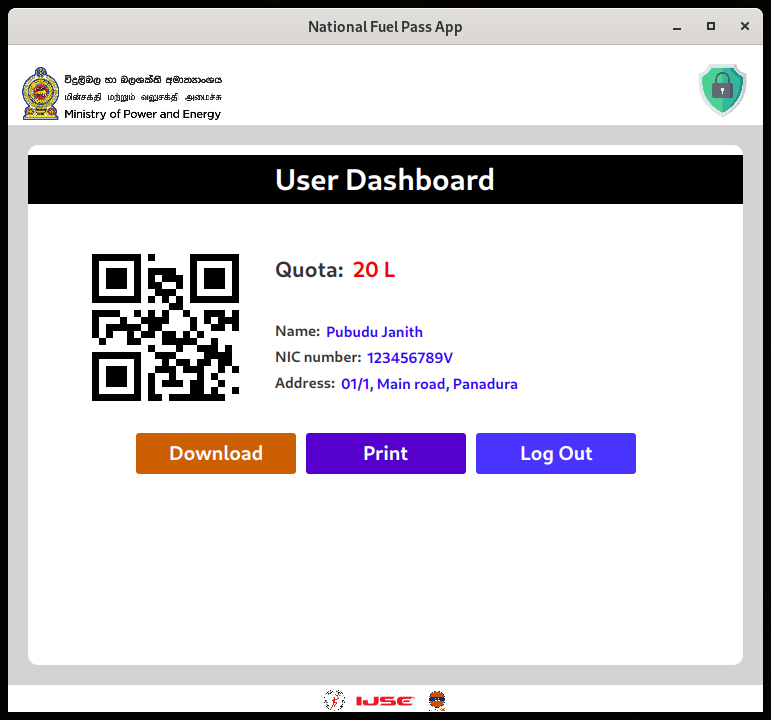 National Fuel Pass App
විදුලිබල හා බලශක්ති අමාත්‍යාංශය
மின்சக்தி மற்றும் வலுசக்தி அமைச்சு
Ministry of Power and Energy
User Dashboard
Quota: 20 L
Name: Pubudu Janith
NIC number: 123456789V
Address: 01/1, Main road, Panadura
Download Print Log Out
IJSE